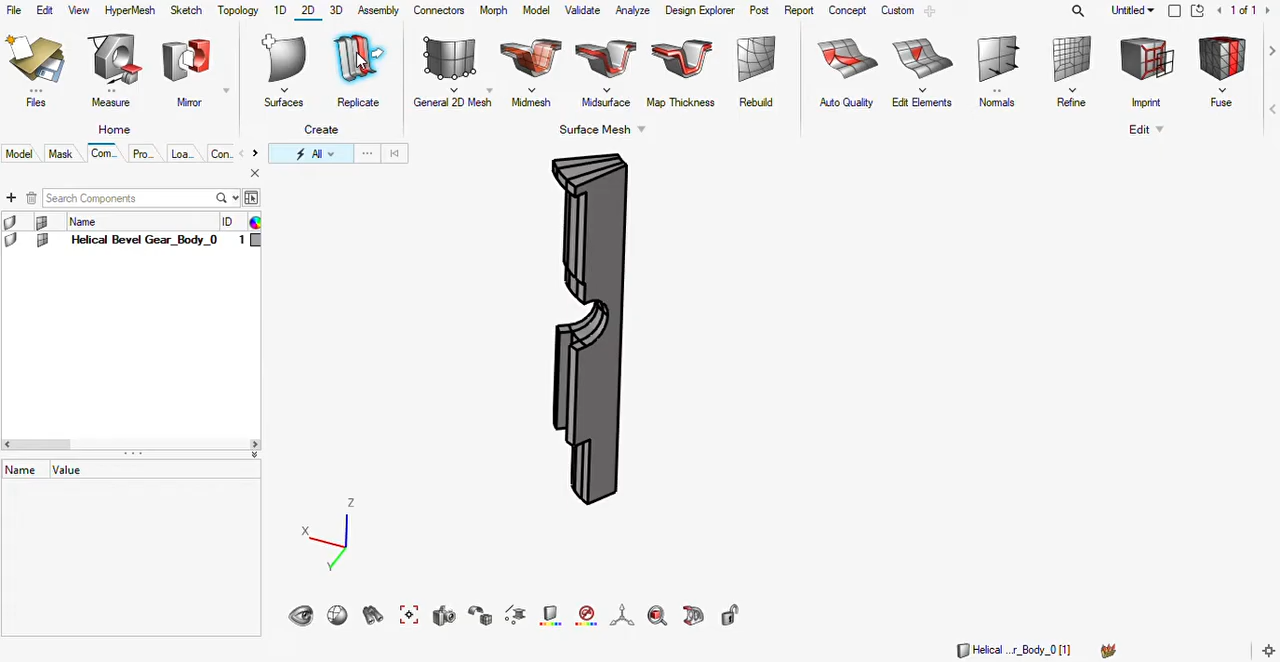 File Edit View HyperMesh Sketch Topology 1D 2D 3D Assembly Connectors Morph Model Validate Analyze Design Explorer Post Report Concept Custom Untitled 1 of 1
Files Measure Mirror Surfaces Replicate General 2D Mesh Midmesh Midsurface Map Thickness Rebuild Auto Quality Edit Elements Normals Refine Imprint Fuse
Home Create Surface Mesh Edit
Model Mask Com... Pro... Loa... Con... All
Search Components
Name ID
Helical Bevel Gear_Body_0 1
Name Value
Z
X
Y
Helical ...r_Body_0 [1]